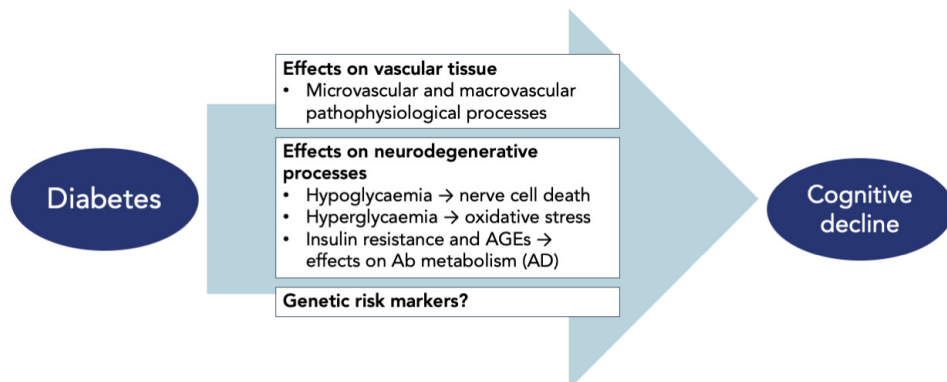 Diabetes
Effects on vascular tissue
• Microvascular and macrovascular
pathophysiological processes
Effects on neurodegenerative
processes
• Hypoglycaemia → nerve cell death
• Hyperglycaemia → oxidative stress
• Insulin resistance and AGEs →
effects on Ab metabolism (AD)
Genetic risk markers?
Cognitive
decline